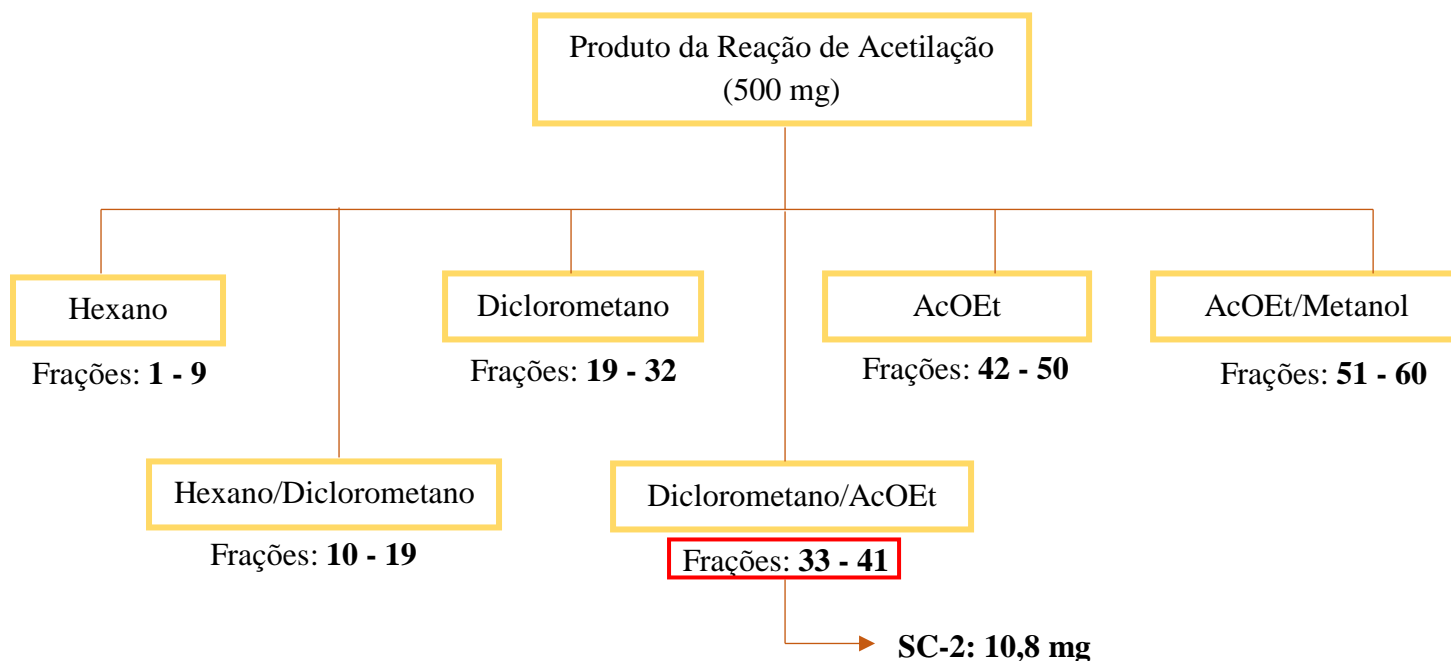 Produto da Reação de Acetilação
(500 mg)
Hexano
Frações: 1 - 9
Hexano/Diclorometano
Frações: 10 - 19
Diclorometano
Frações: 19 - 32
Diclorometano/AcOEt
Frações: 33 - 41
SC-2: 10,8 mg
AcOEt
Frações: 42 - 50
AcOEt/Metanol
Frações: 51 - 60